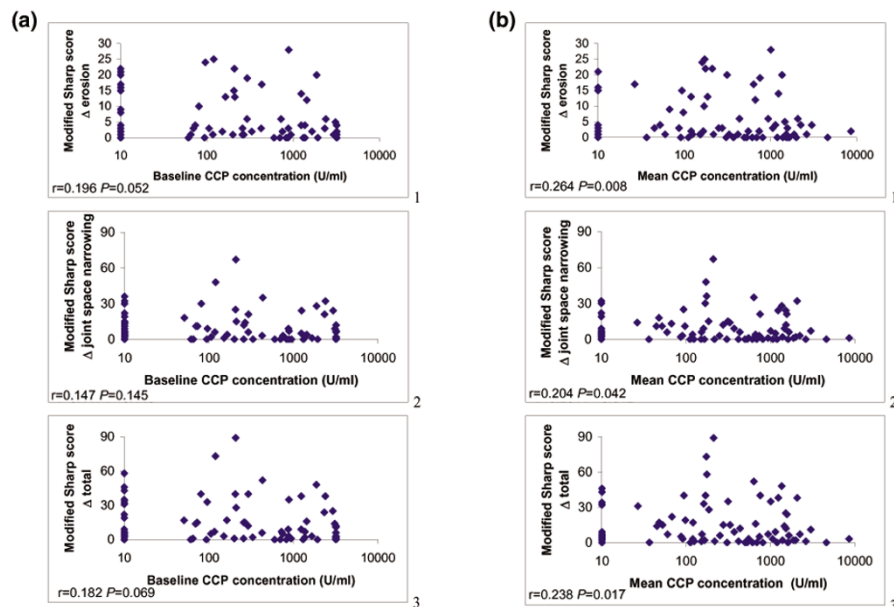 (a)
Modified Sharp score
Δ erosion
30
25
20
15
10
5
0
10 100 1000 10000
Baseline CCP concentration (U/ml)
r=0.196 P=0.052
1
Modified Sharp score
Δ joint space narrowing
90
60
30
0
10 100 1000 10000
Baseline CCP concentration (U/ml)
r=0.147 P=0.145
2
Modified Sharp score
Δ total
90
60
30
0
10 100 1000 10000
Baseline CCP concentration (U/ml)
r=0.182 P=0.069
3
(b)
Modified Sharp score
Δ erosion
30
25
20
15
10
5
0
10 100 1000 10000
Mean CCP concentration (U/ml)
r=0.264 P=0.008
1
Modified Sharp score
Δ joint space narrowing
90
60
30
0
10 100 1000 10000
Mean CCP concentration (U/ml)
r=0.204 P=0.042
2
Modified Sharp score
Δ total
90
60
30
0
10 100 1000 10000
Mean CCP concentration (U/ml)
r=0.238 P=0.017